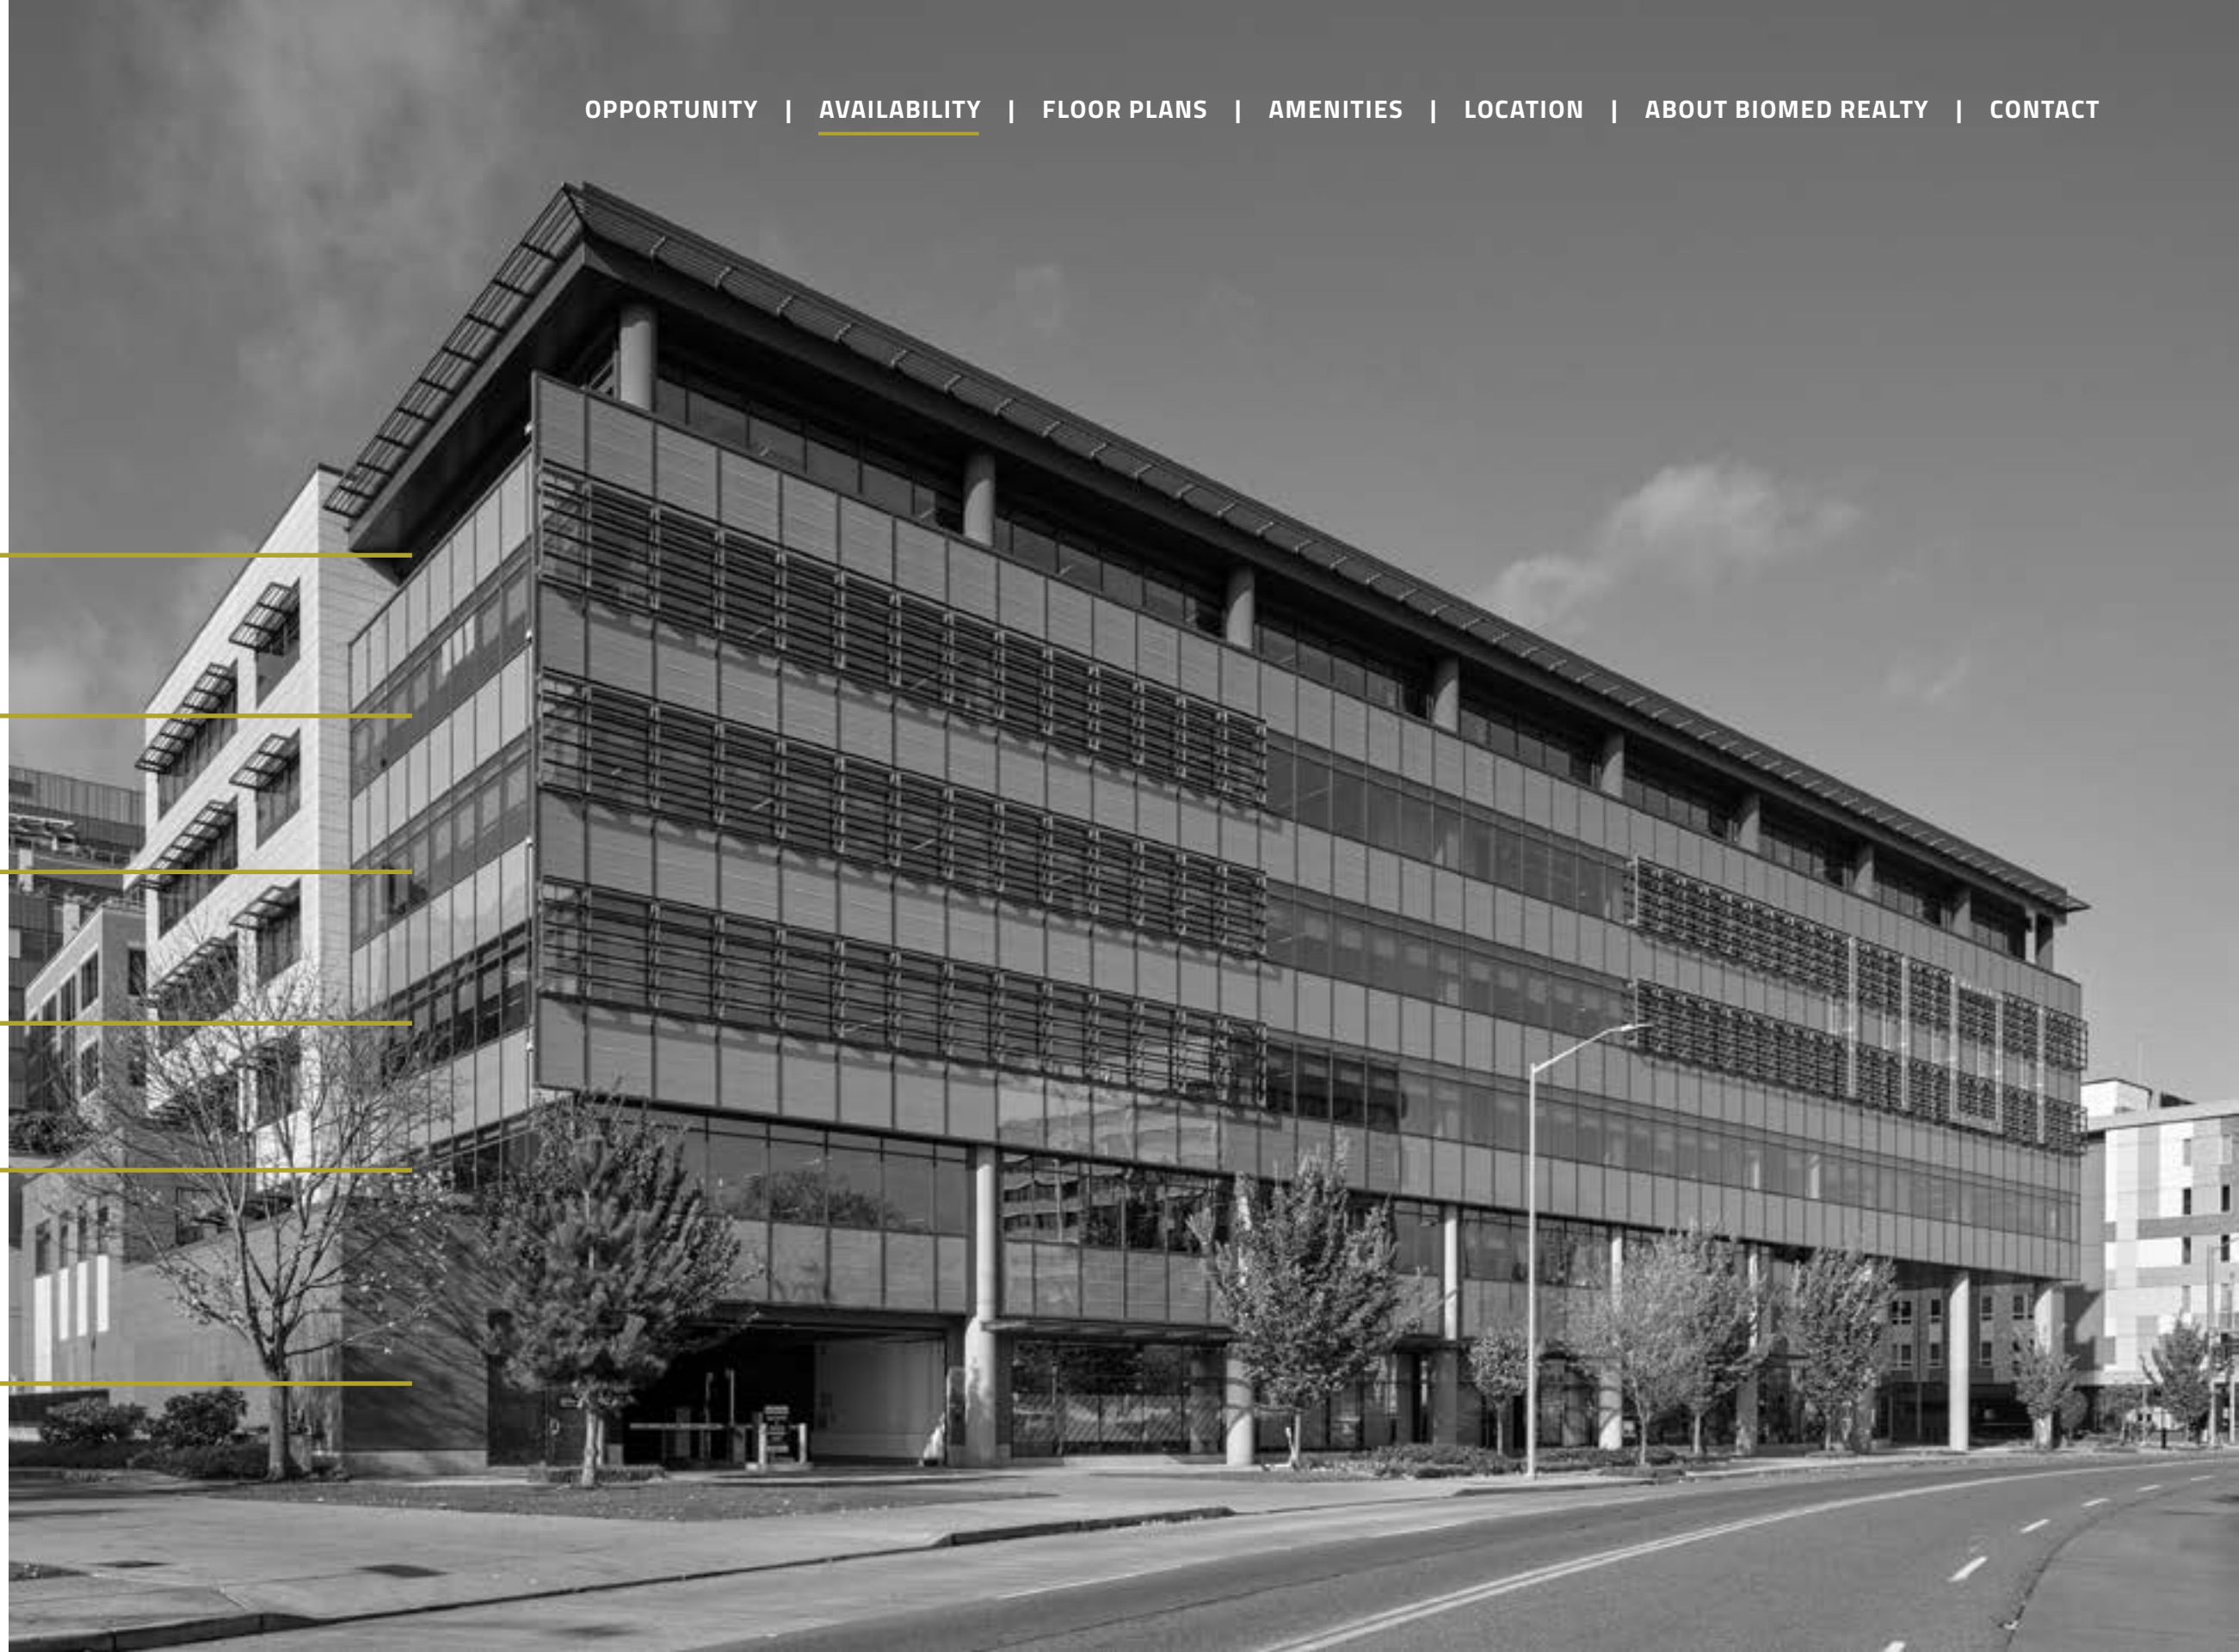 OPPORTUNITY | AVAILABILITY | FLOOR PLANS | AMENITIES | LOCATION | ABOUT BIOMED REALTY | CONTACT